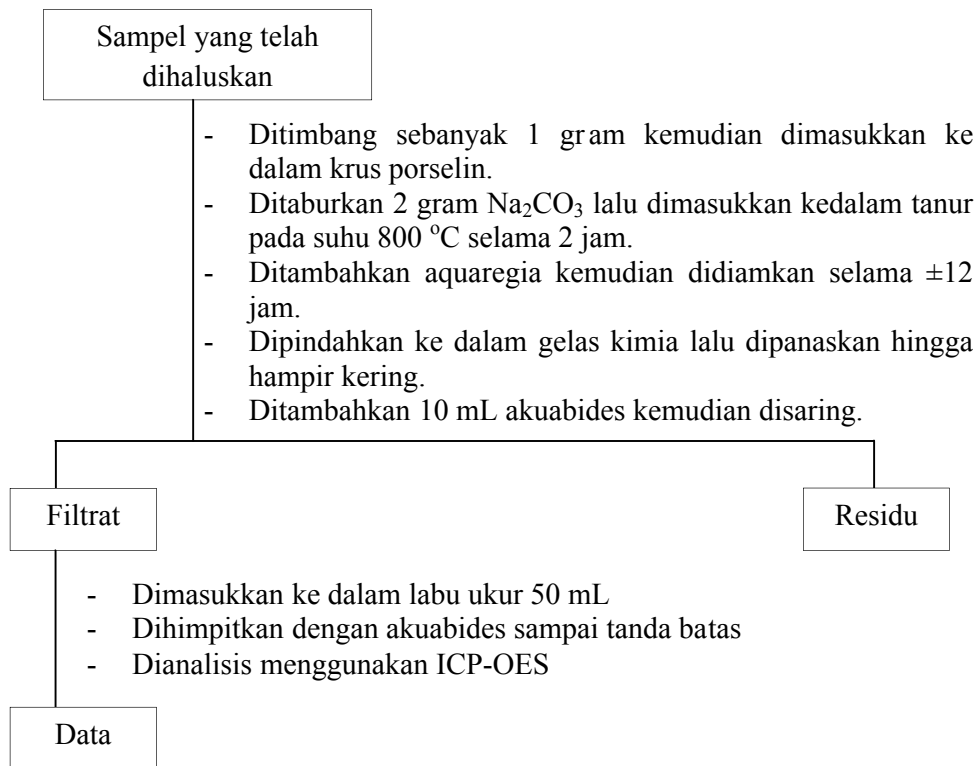 Sampel yang telah
dihaluskan
- Ditimbang sebanyak 1 gram kemudian dimasukkan ke
dalam krus porselin.
- Ditaburkan 2 gram Na₂CO₃ lalu dimasukkan kedalam tanur
pada suhu 800 °C selama 2 jam.
- Ditambahkan aquaregia kemudian didiamkan selama ±12
jam.
- Dipindahkan ke dalam gelas kimia lalu dipanaskan hingga
hampir kering.
- Ditambahkan 10 mL akuabides kemudian disaring.
Filtrat
Residu
- Dimasukkan ke dalam labu ukur 50 mL
- Dihimpitkan dengan akuabides sampai tanda batas
- Dianalisis menggunakan ICP-OES
Data